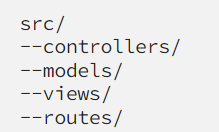 src/
--controllers/
--models/
--views/
--routes/